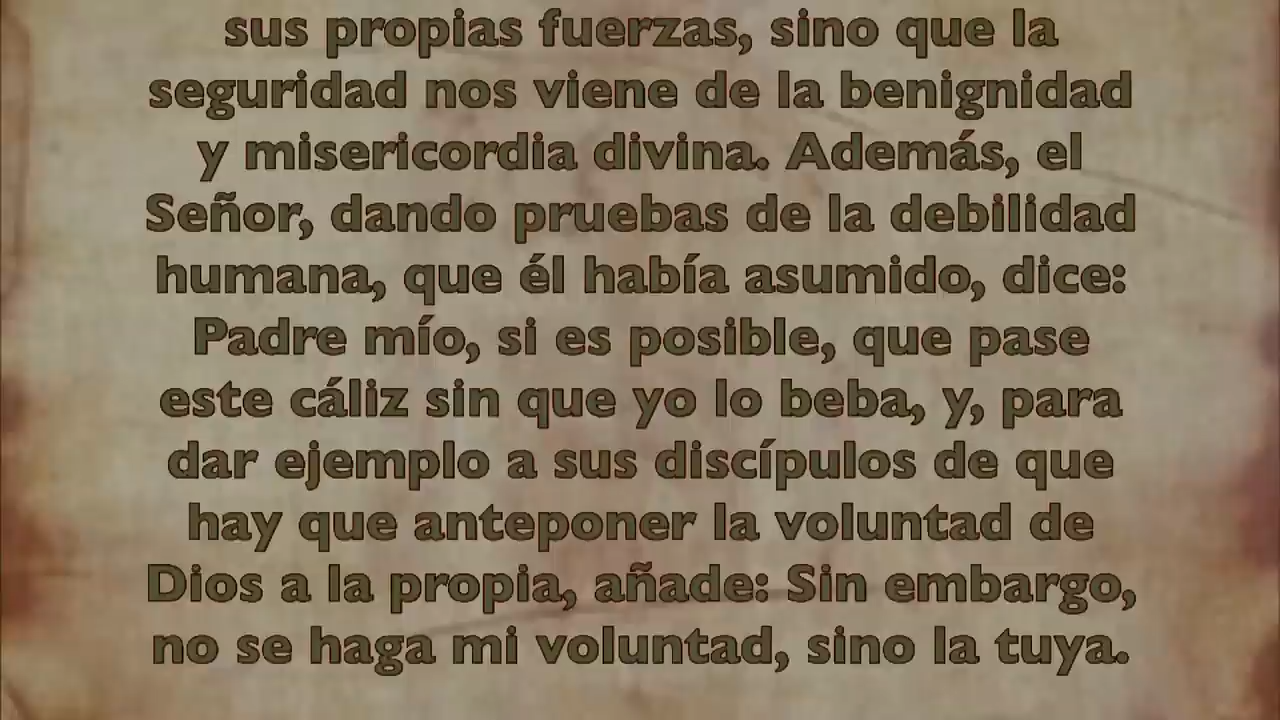 sus propias fuerzas, sino que la
seguridad nos viene de la benignidad
y misericordia divina. Además, el
Señor, dando pruebas de la debilidad
humana, que él había asumido, dice:
Padre mío, si es posible, que pase
este cáliz sin que yo lo beba, y, para
dar ejemplo a sus discípulos de que
hay que anteponer la voluntad de
Dios a la propia, añade: Sin embargo,
no se haga mi voluntad, sino la tuya.